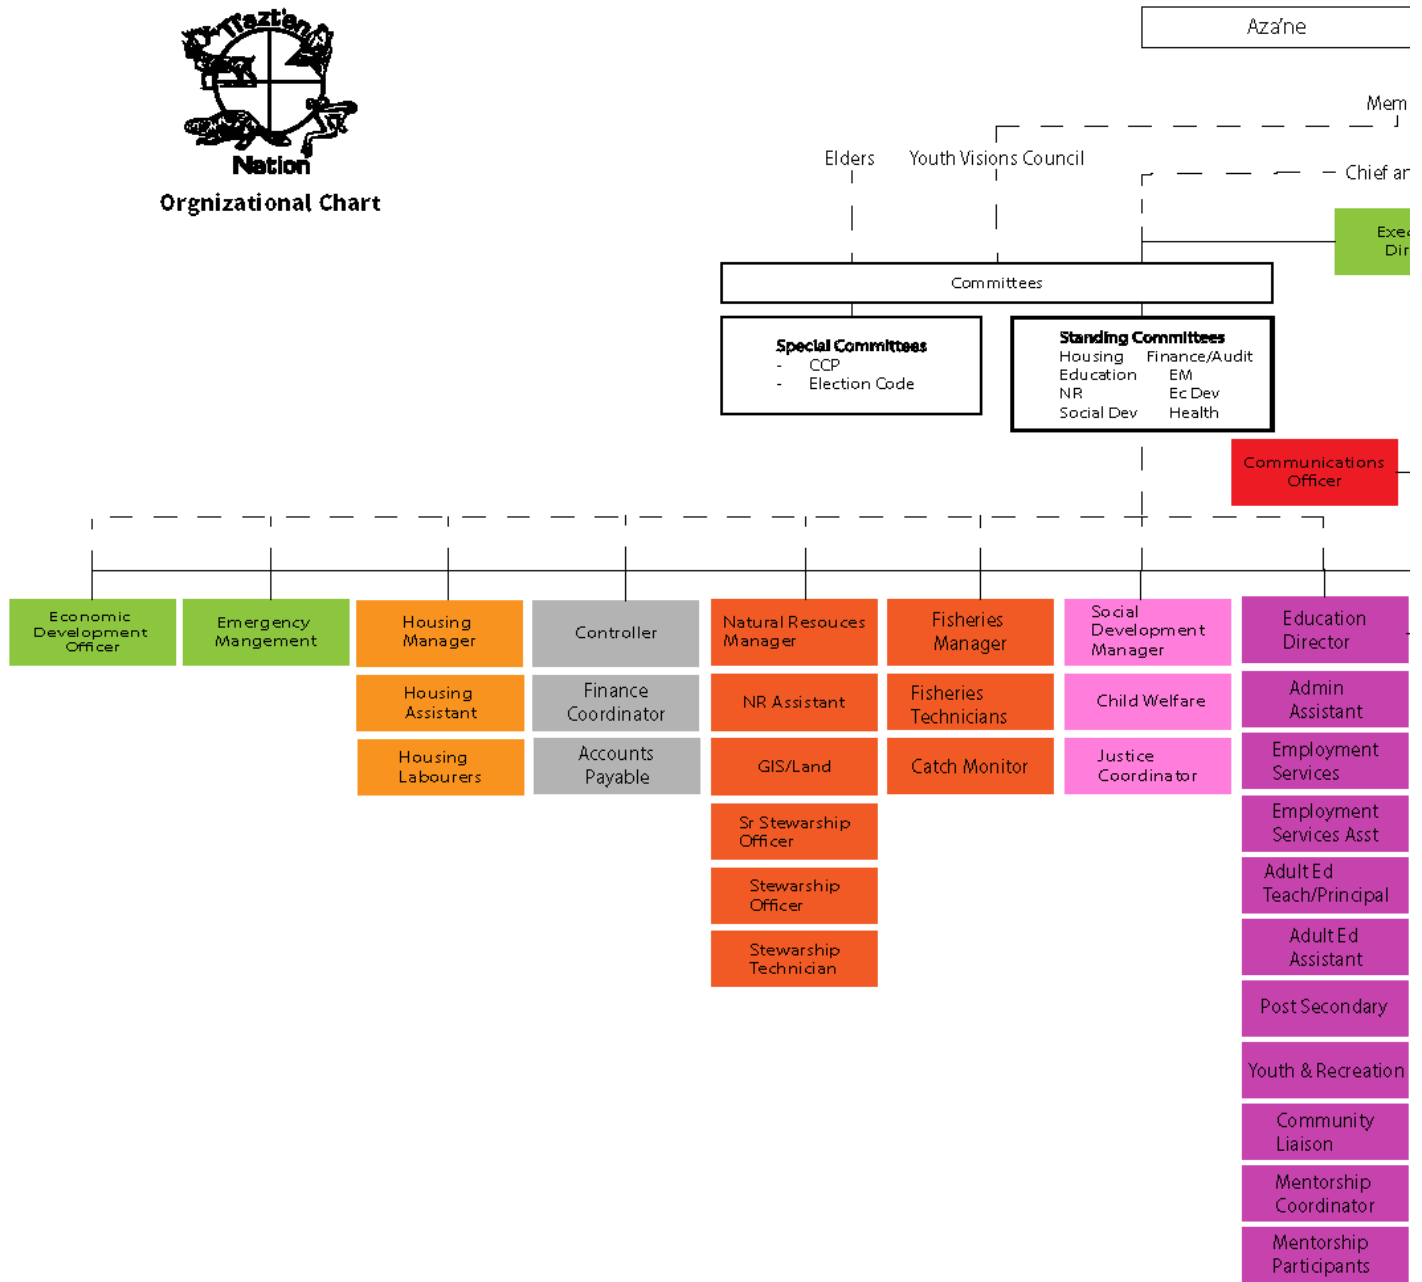 Tl'azt'en
Nation
Orgnizational Chart
Aza'ne
Mem
Elders
Youth Visions Council
Chief an
Exec
Dir
Committees
Special Committees
- CCP
- Election Code
Standing Committees
Housing Finance/Audit
Education EM
NR Ec Dev
Social Dev Health
Communications
Officer
Economic
Development
Officer
Emergency
Mangement
Housing
Manager
Controller
Natural Resouces
Manager
Fisheries
Manager
Social
Development
Manager
Education
Director
Housing
Assistant
Finance
Coordinator
NR Assistant
Fisheries
Technicians
Child Welfare
Admin
Assistant
Housing
Labourers
Accounts
Payable
GIS/Land
Catch Monitor
Justice
Coordinator
Employment
Services
Sr Stewarship
Officer
Employment
Services Asst
Stewarship
Officer
Adult Ed
Teach/Principal
Stewarship
Technician
Adult Ed
Assistant
Post Secondary
Youth & Recreation
Community
Liaison
Mentorship
Coordinator
Mentorship
Participants